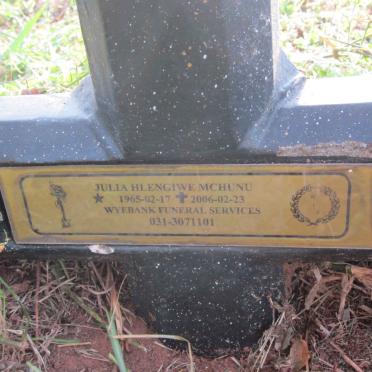 JULIA HLENGIWE MCHUNU
1965-02-17 2006-02-23
WYEBANK FUNERAL SERVICES
031-3071101